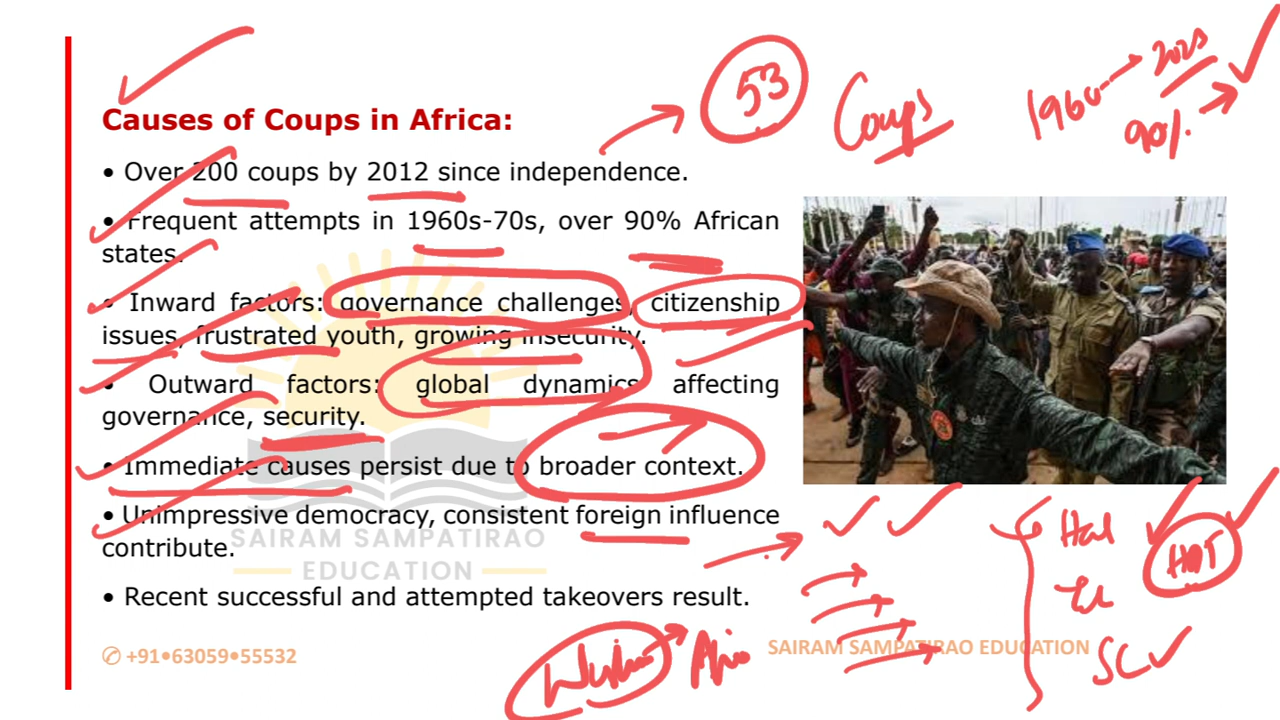 53
Coups
1960 → 2023
90%
Causes of Coups in Africa:
• Over 200 coups by 2012 since independence.
• Frequent attempts in 1960s-70s, over 90% African
states.
• Inward factors: governance challenges, citizenship
issues, frustrated youth, growing insecurity.
• Outward factors: global dynamics affecting
governance, security.
• Immediate causes persist due to broader context.
• Unimpressive democracy, consistent foreign influence
contribute.
• Recent successful and attempted takeovers result.
SAIRAM SAMPATIRAO
EDUCATION
✆ +91•63059•55532
SAIRAM SAMPATIRAO EDUCATION